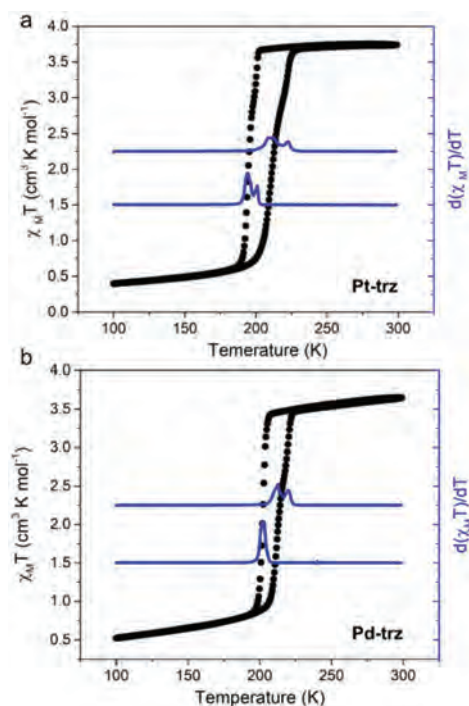 a
4.0
3.5
3.0
2.5
2.0
1.5
1.0
0.5
0.0
χ MT (cm3 K mol-1)
d(χ MT)/dT
Pt-trz
100 150 200 250 300
Temerature (K)
b
4.0
3.5
3.0
2.5
2.0
1.5
1.0
0.5
χMT (cm3 K mol-1)
d(χMT)/dT
Pd-trz
100 150 200 250 300
Temperature (K)